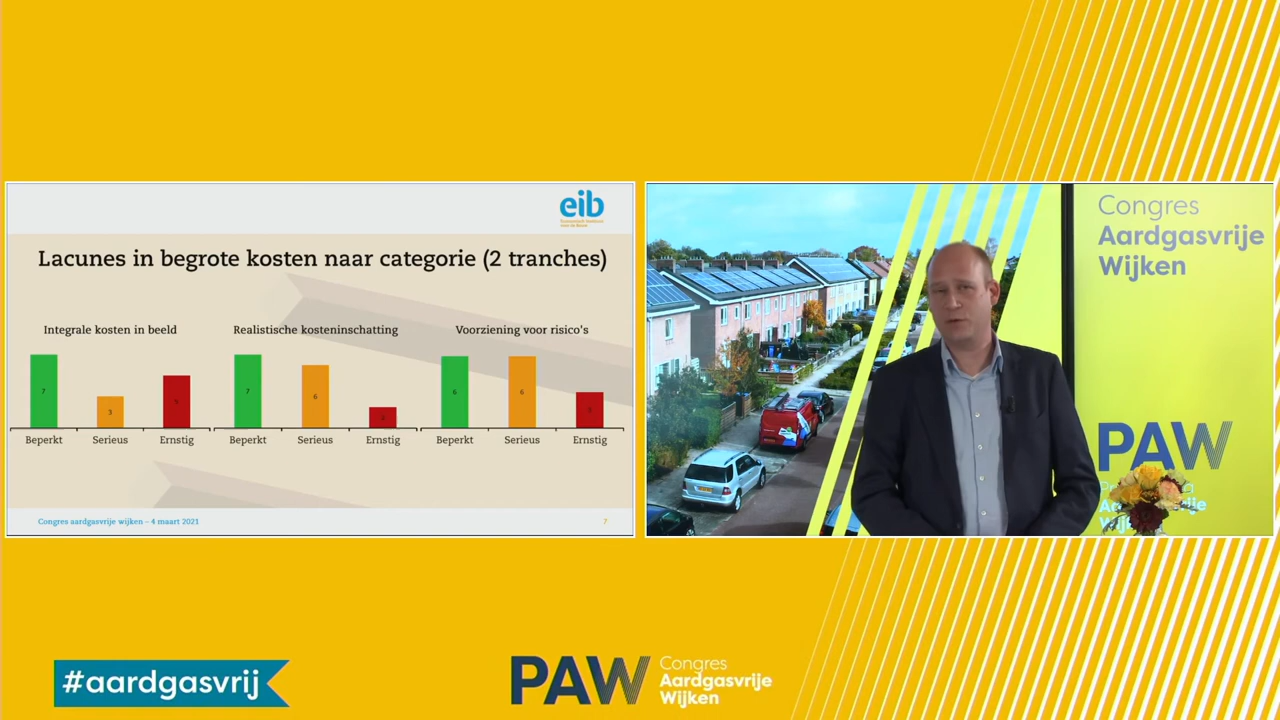 eib
Lacunes in begrote kosten naar categorie (2 tranches)
Integrale kosten in beeld
Realistische kosteninschatting
Voorziening voor risico's
7
3
7
6
6
6
Beperkt
Serieus
Ernstig
Beperkt
Serieus
Ernstig
Beperkt
Serieus
Ernstig
Congres aardgasvrije wijken – 4 maart 2021
7
Congres
Aardgasvrije
Wijken
PAW
#aardgasvrij
PAW
Congres
Aardgasvrije
Wijken